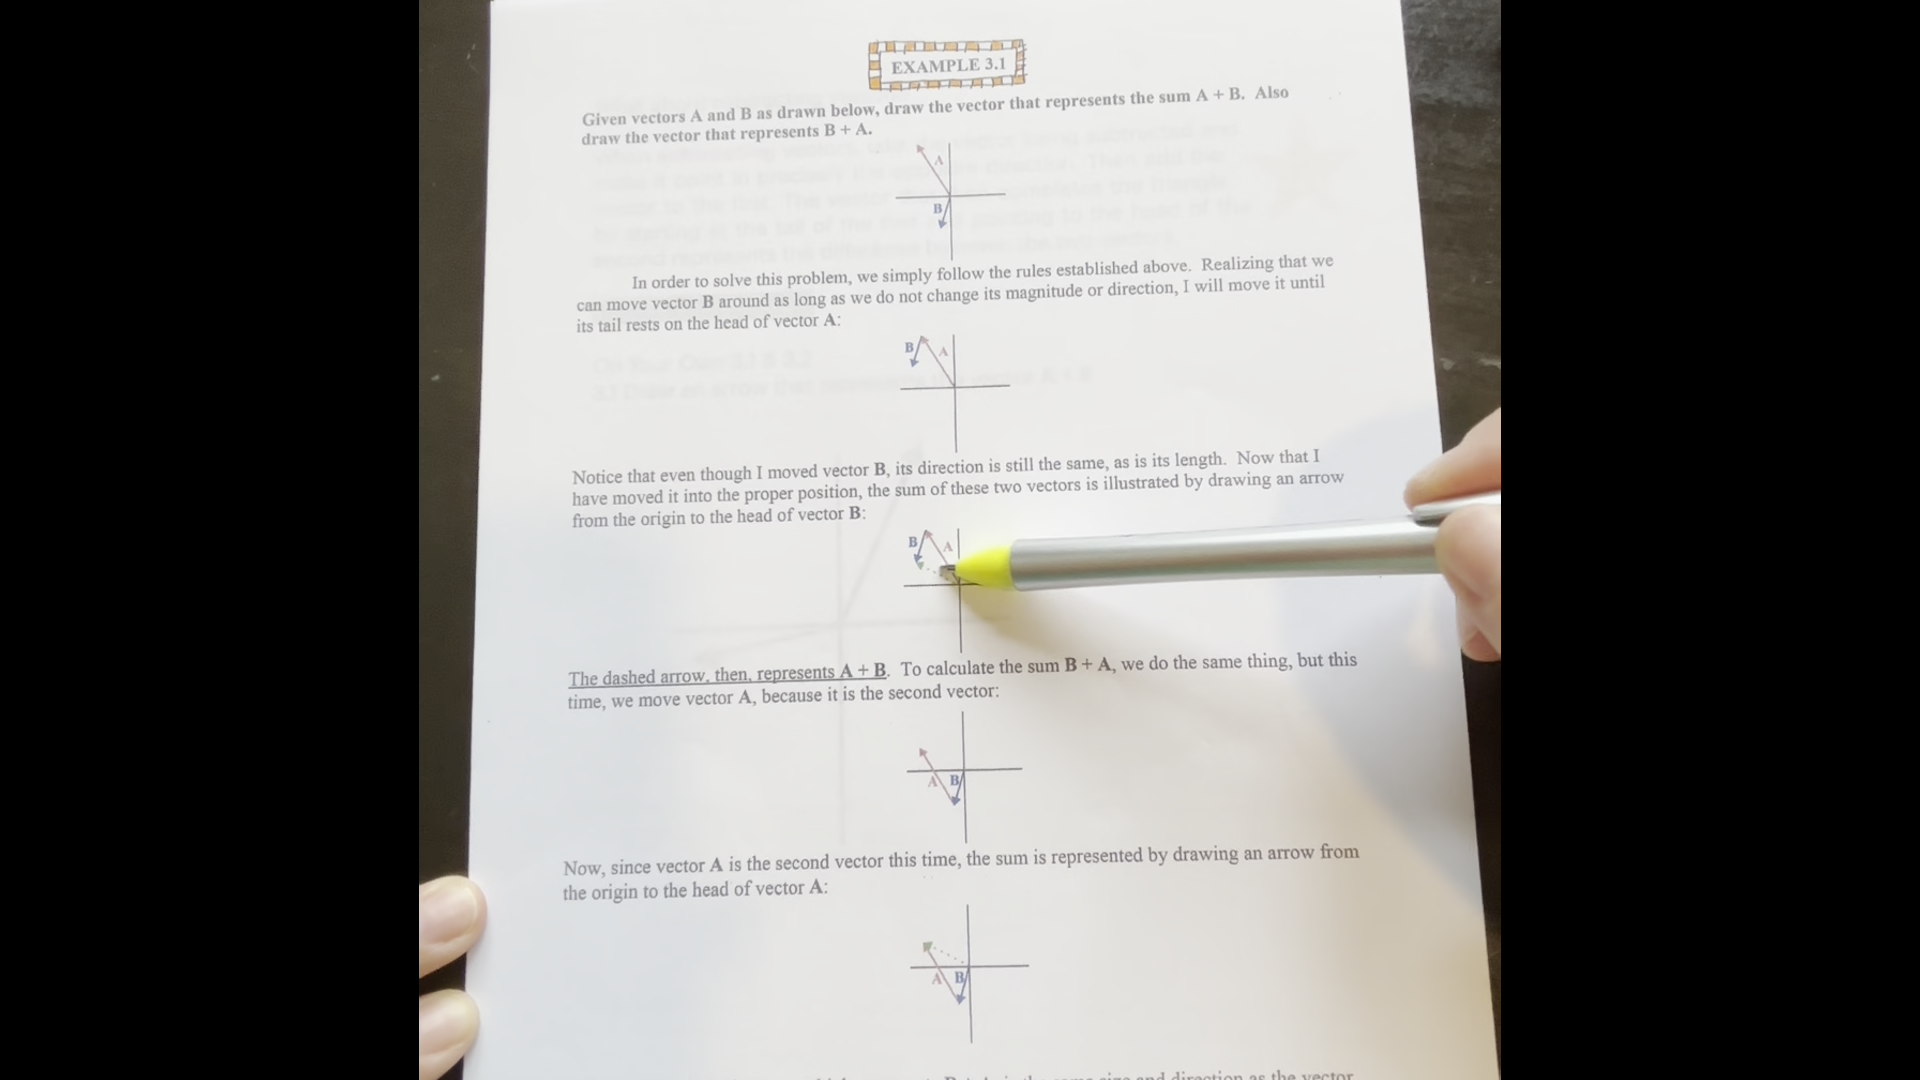 EXAMPLE 3.1
Given vectors A and B as drawn below, draw the vector that represents the sum A + B. Also
draw the vector that represents B + A.
A
B
In order to solve this problem, we simply follow the rules established above. Realizing that we
can move vector B around as long as we do not change its magnitude or direction, I will move it until
its tail rests on the head of vector A:
B A
Notice that even though I moved vector B, its direction is still the same, as is its length. Now that I
have moved it into the proper position, the sum of these two vectors is illustrated by drawing an arrow
from the origin to the head of vector B:
B A
The dashed arrow, then, represents A + B. To calculate the sum B + A, we do the same thing, but this
time, we move vector A, because it is the second vector:
A B
Now, since vector A is the second vector this time, the sum is represented by drawing an arrow from
the origin to the head of vector A:
A B
size and direction as the vector